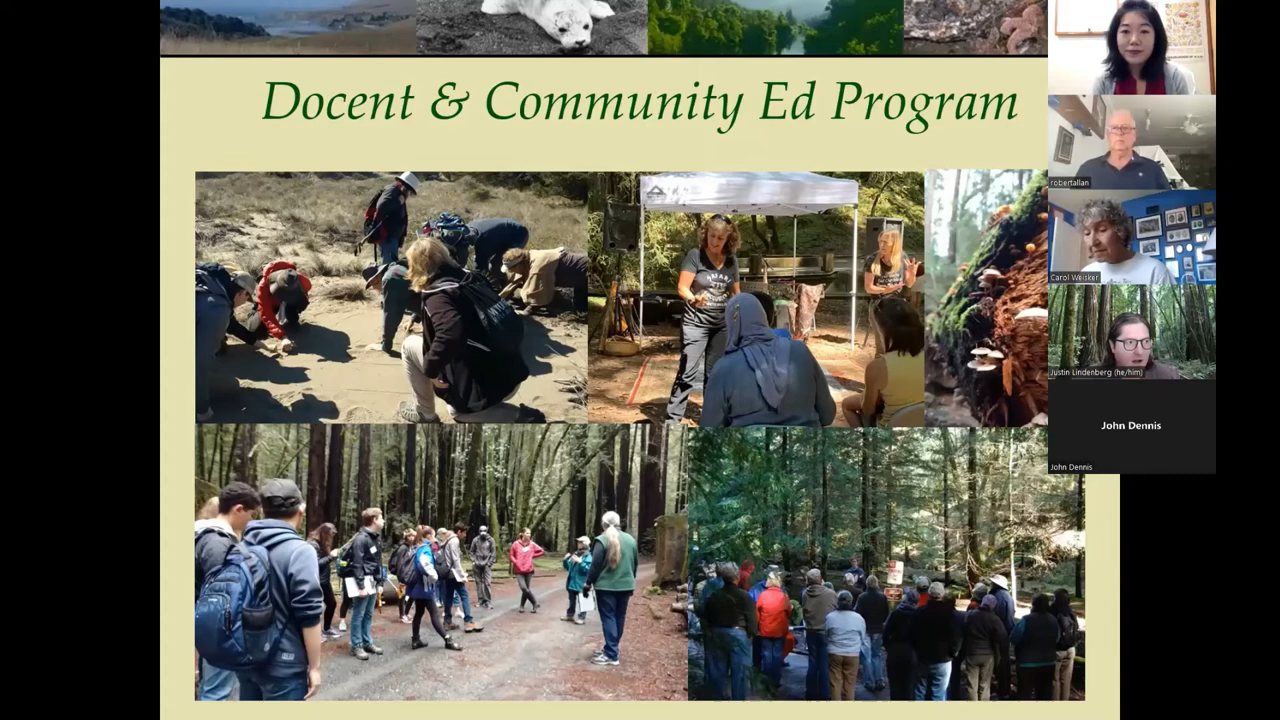 Docent & Community Ed Program
robertallan
Carol Weisker
Justin Lindenberg (he/him)
John Dennis
John Dennis